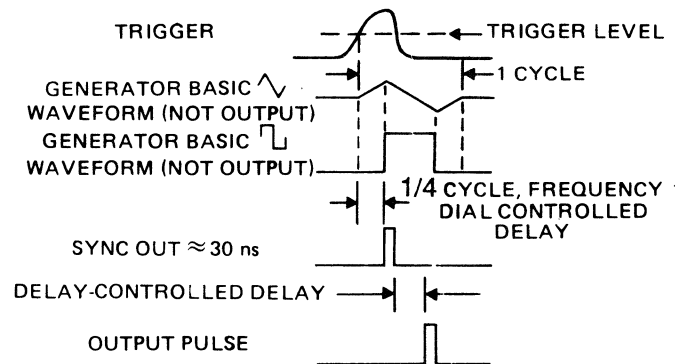 TRIGGER
TRIGGER LEVEL
1 CYCLE
GENERATOR BASIC
WAVEFORM (NOT OUTPUT)
GENERATOR BASIC
WAVEFORM (NOT OUTPUT)
1/4 CYCLE, FREQUENCY
DIAL CONTROLLED
DELAY
SYNC OUT ≈ 30 ns
DELAY-CONTROLLED DELAY
OUTPUT PULSE